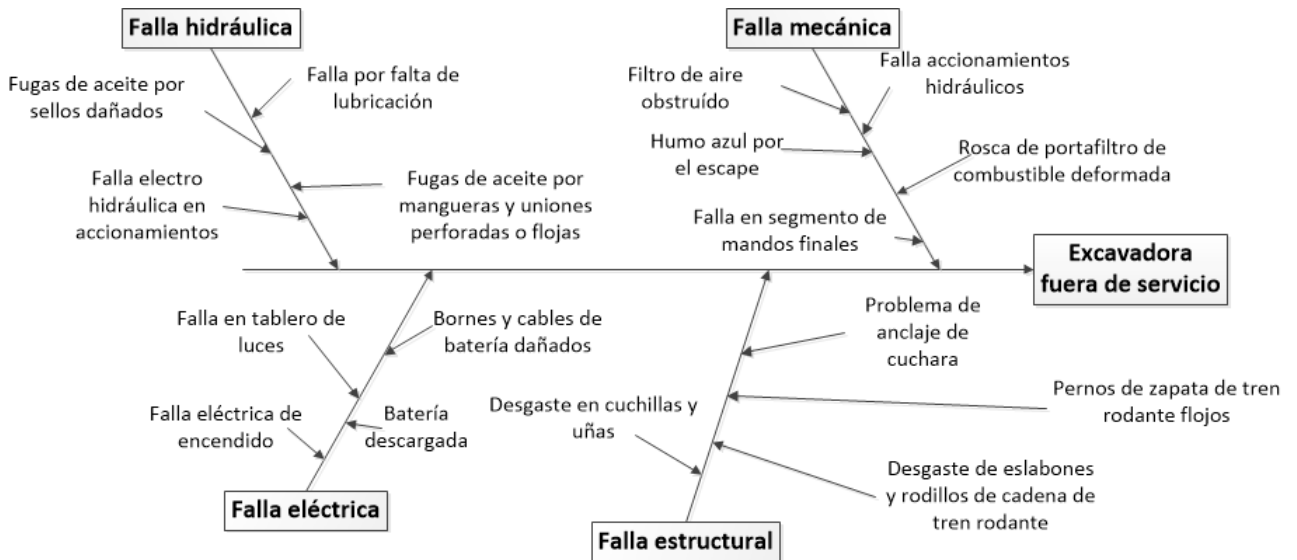 Falla hidráulica
Falla por falta de
lubricación
Fugas de aceite por
sellos dañados
Falla electro
hidráulica en
accionamientos
Fugas de aceite por
mangueras y uniones
perforadas o flojas
Falla mecánica
Filtro de aire
obstruído
Falla accionamientos
hidráulicos
Humo azul por
el escape
Rosca de portafiltro de
combustible deformada
Falla en segmento de
mandos finales
Excavadora
fuera de servicio
Falla en tablero de
luces
Bornes y cables de
batería dañados
Falla eléctrica de
encendido
Batería
descargada
Falla eléctrica
Problema de
anclaje de
cuchara
Pernos de zapata de tren
rodante flojos
Desgaste en cuchillas y
uñas
Desgaste de eslabones
y rodillos de cadena de
tren rodante
Falla estructural